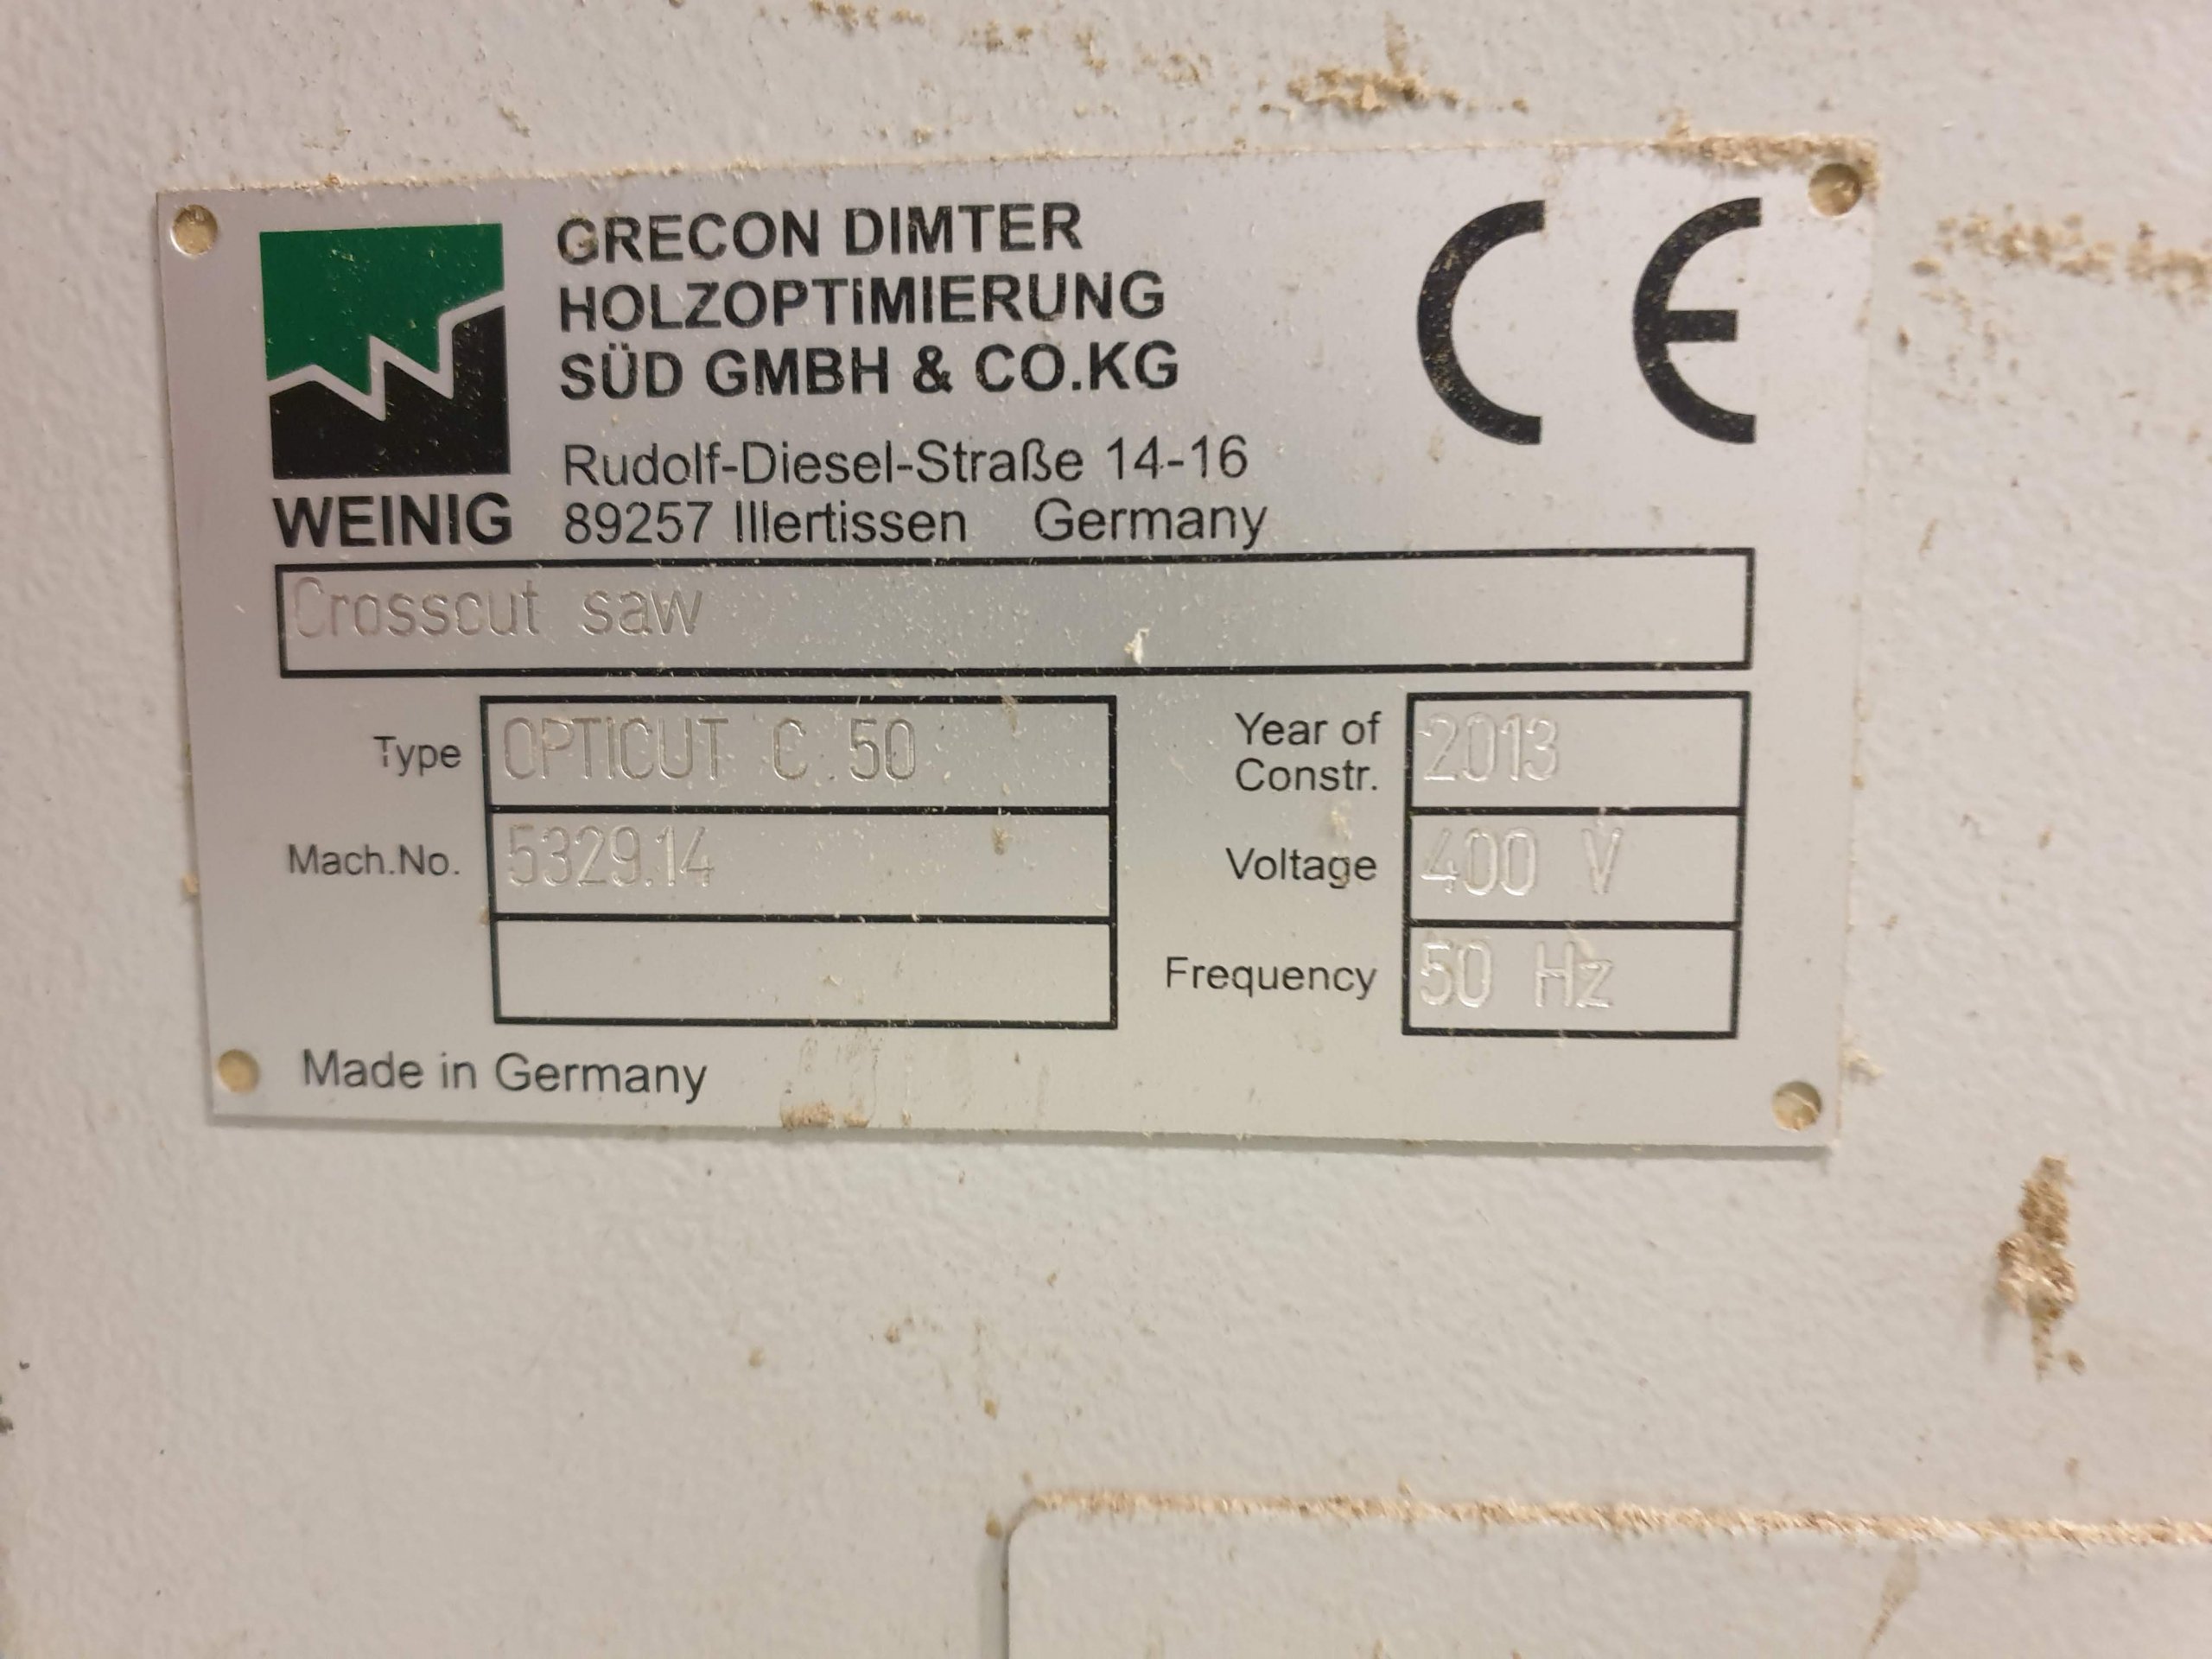 GRECON DIMTER
HOLZOPTIMIERUNG
SÜD GMBH & CO.KG
Rudolf-Diesel-Straße 14-16
89257 Illertissen Germany
WEINIG
CE
Crosscut saw
Type OPTICUT C 50
Year of Constr. 2013
Mach.No. 5329.14
Voltage 400 V
Frequency 50 Hz
Made in Germany